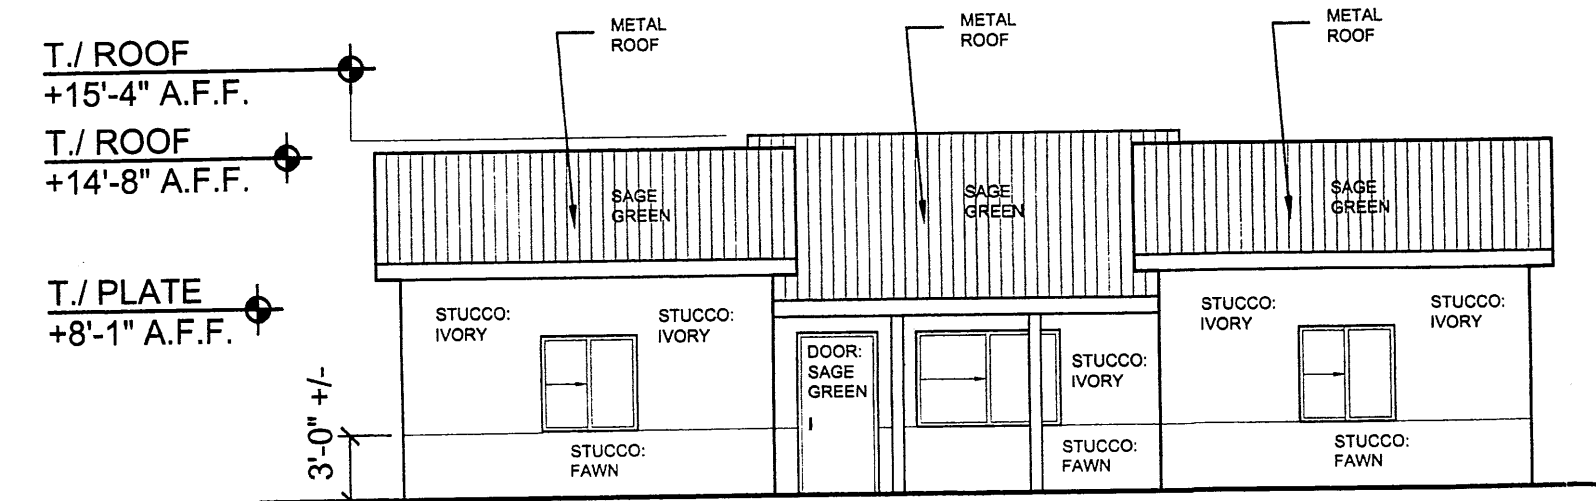 METAL
ROOF
METAL
ROOF
METAL
ROOF
T./ ROOF
+15'-4" A.F.F.
T./ ROOF
+14'-8" A.F.F.
SAGE
GREEN
SAGE
GREEN
SAGE
GREEN
T./ PLATE
+8'-1" A.F.F.
STUCCO:
IVORY
STUCCO:
IVORY
DOOR:
SAGE
GREEN
STUCCO:
IVORY
STUCCO:
IVORY
STUCCO:
IVORY
3'-0" +/-
STUCCO:
FAWN
STUCCO:
FAWN
STUCCO:
FAWN